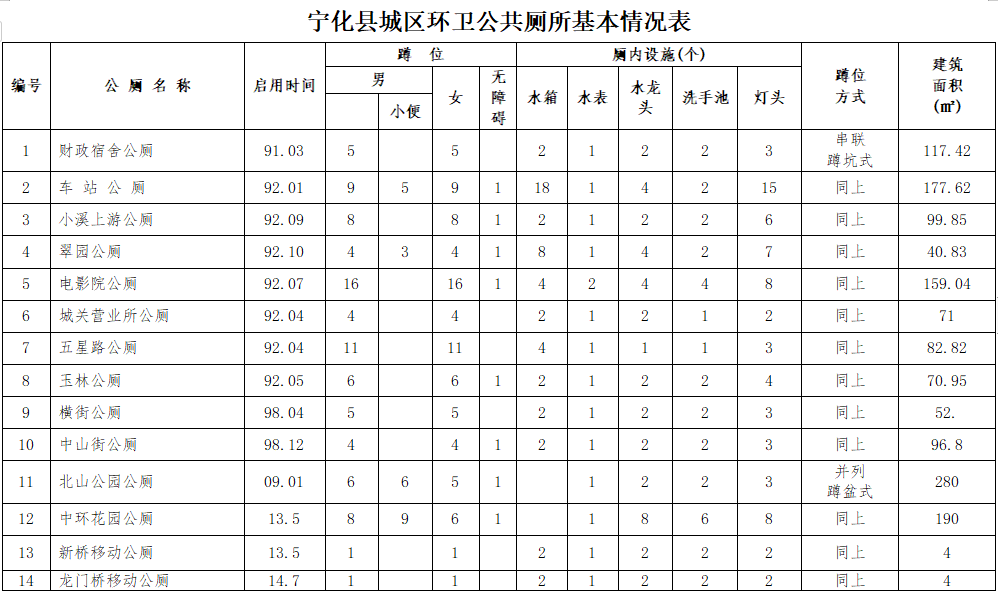 宁化县城区环卫公共厕所基本情况表
编号 公 厕 名 称 启用时间 蹲 位 厕内设施(个) 蹲位方式 建筑面积(㎡)
男 女 无障碍 水箱 水表 水龙头 洗手池 灯头
小便
1 财政宿舍公厕 91.03 5 5 2 1 2 2 3 串联蹲坑式 117.42
2 车 站 公 厕 92.01 9 5 9 1 18 1 4 2 15 同上 177.62
3 小溪上游公厕 92.09 8 8 1 2 1 2 2 6 同上 99.85
4 翠园公厕 92.10 4 3 4 1 8 1 4 2 7 同上 40.83
5 电影院公厕 92.07 16 16 1 4 2 4 4 8 同上 159.04
6 城关营业所公厕 92.04 4 4 2 1 2 1 2 同上 71
7 五星路公厕 92.04 11 11 4 1 1 1 3 同上 82.82
8 玉林公厕 92.05 6 6 1 2 1 2 2 4 同上 70.95
9 横街公厕 98.04 5 5 2 1 2 2 3 同上 52.
10 中山街公厕 98.12 4 4 1 2 1 2 2 3 同上 96.8
11 北山公园公厕 09.01 6 6 5 1 1 2 2 3 并列蹲盆式 280
12 中环花园公厕 13.5 8 9 6 1 1 8 6 8 同上 190
13 新桥移动公厕 13.5 1 1 2 1 2 2 2 同上 4
14 龙门桥移动公厕 14.7 1 1 2 1 2 2 2 同上 4